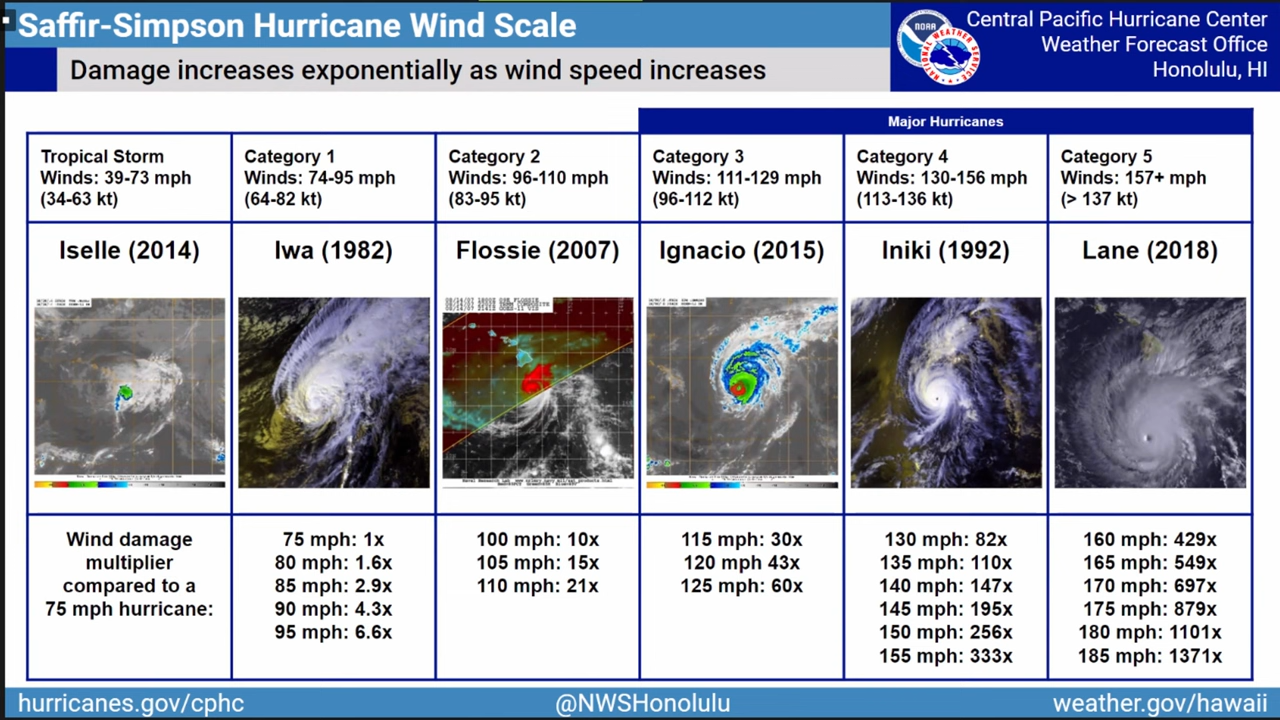 Saffir-Simpson Hurricane Wind Scale
Damage increases exponentially as wind speed increases
NOAA
NATIONAL WEATHER SERVICE
Central Pacific Hurricane Center
Weather Forecast Office
Honolulu, HI
Major Hurricanes
Tropical Storm
Winds: 39-73 mph
(34-63 kt)
Category 1
Winds: 74-95 mph
(64-82 kt)
Category 2
Winds: 96-110 mph
(83-95 kt)
Category 3
Winds: 111-129 mph
(96-112 kt)
Category 4
Winds: 130-156 mph
(113-136 kt)
Category 5
Winds: 157+ mph
(> 137 kt)
Iselle (2014)
Iwa (1982)
Flossie (2007)
Ignacio (2015)
Iniki (1992)
Lane (2018)
Wind damage
multiplier
compared to a
75 mph hurricane:
75 mph: 1x
80 mph: 1.6x
85 mph: 2.9x
90 mph: 4.3x
95 mph: 6.6x
100 mph: 10x
105 mph: 15x
110 mph: 21x
115 mph: 30x
120 mph 43x
125 mph: 60x
130 mph: 82x
135 mph: 110x
140 mph: 147x
145 mph: 195x
150 mph: 256x
155 mph: 333x
160 mph: 429x
165 mph: 549x
170 mph: 697x
175 mph: 879x
180 mph: 1101x
185 mph: 1371x
hurricanes.gov/cphc
@NWSHonolulu
weather.gov/hawaii